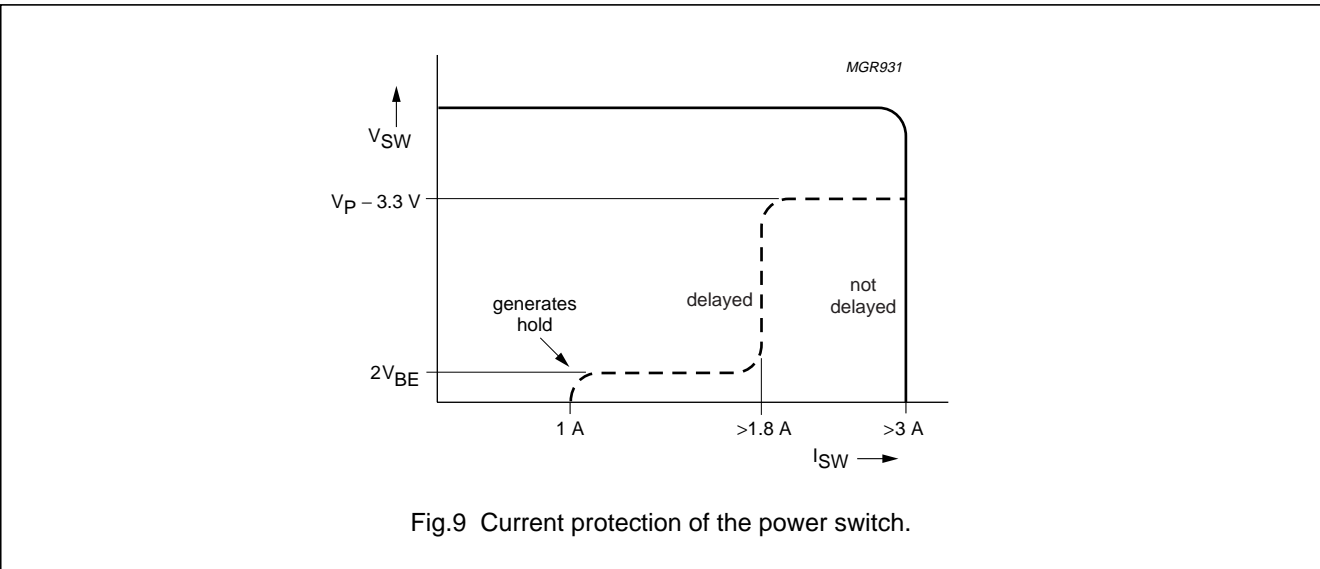 MGR931
VSW
VP − 3.3 V
generates
hold
delayed
not
delayed
2VBE
1 A
>1.8 A
>3 A
ISW
Fig.9 Current protection of the power switch.